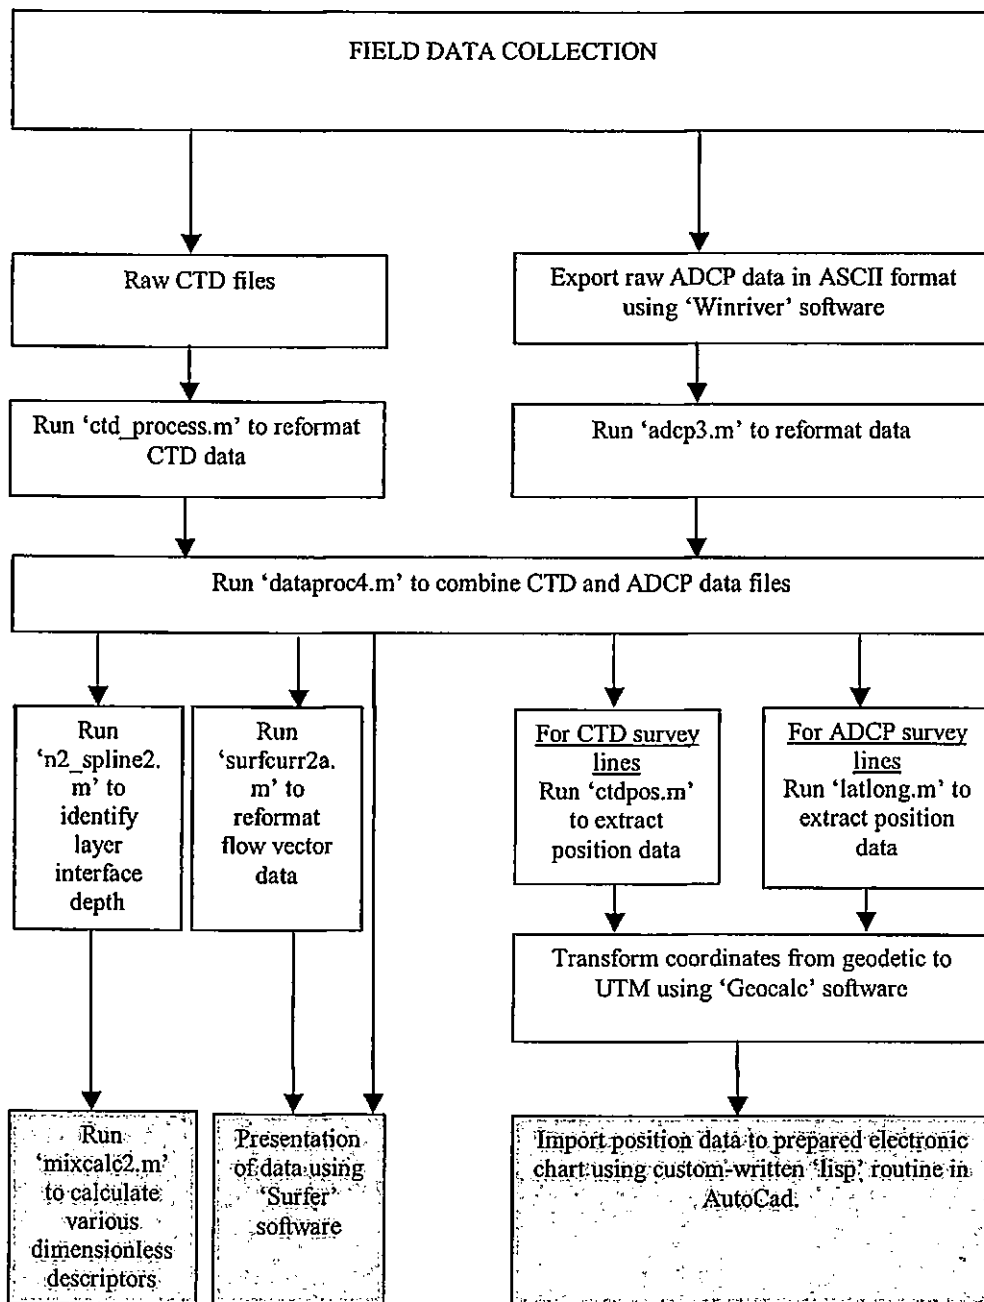 FIELD DATA COLLECTION
Raw CTD files
Export raw ADCP data in ASCII format
using ‘Winriver’ software
Run ‘ctd_process.m’ to reformat
CTD data
Run ‘adcp3.m’ to reformat data
Run ‘dataproc4.m’ to combine CTD and ADCP data files
Run
‘n2_spline2.
m’ to
identify
layer
interface
depth
Run
‘surfcurr2a.
m’ to
reformat
flow vector
data
For CTD survey
lines
Run ‘ctdpos.m’
to extract
position data
For ADCP survey
lines
Run ‘latlong.m’ to
extract position
data
Transform coordinates from geodetic to
UTM using ‘Geocalc’ software
Run
‘mixcalc2.m’
to calculate
various
dimensionless
descriptors
Presentation
of data using
‘Surfer’
software
Import position data to prepared electronic
chart using custom-written ‘lisp’ routine in
AutoCad.